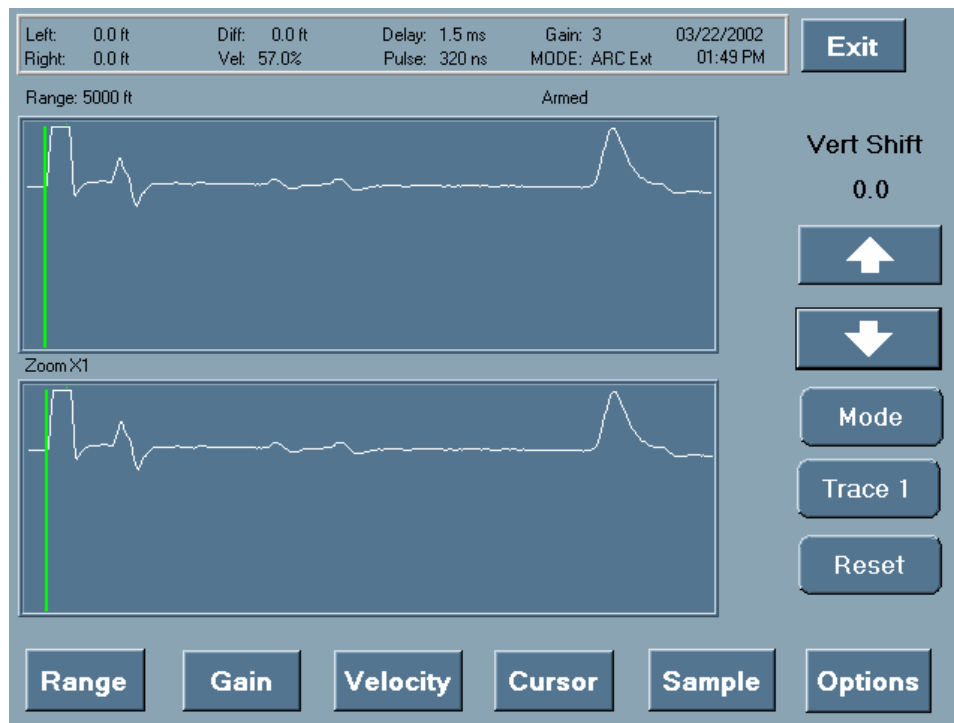 Left: 0.0 ft Diff: 0.0 ft Delay: 1.5 ms Gain: 3 03/22/2002
Right: 0.0 ft Vel: 57.0% Pulse: 320 ns MODE: ARC Ext 01:49 PM
Exit
Range: 5000 ft Armed
Vert Shift
0.0
Zoom X1
Mode
Trace 1
Reset
Range Gain Velocity Cursor Sample Options